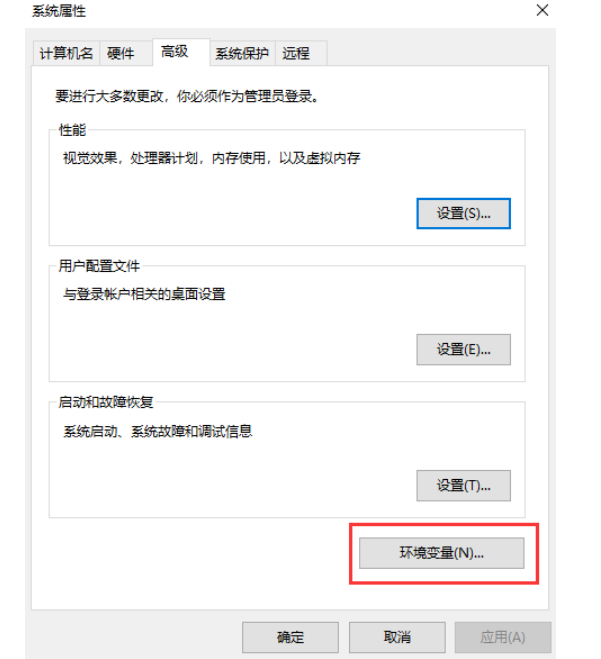 系统属性
计算机名 硬件 高级 系统保护 远程
要进行大多数更改，你必须作为管理员登录。
性能
视觉效果，处理器计划，内存使用，以及虚拟内存
设置(S)...
用户配置文件
与登录帐户相关的桌面设置
设置(E)...
启动和故障恢复
系统启动、系统故障和调试信息
设置(T)...
环境变量(N)...
确定 取消 应用(A)